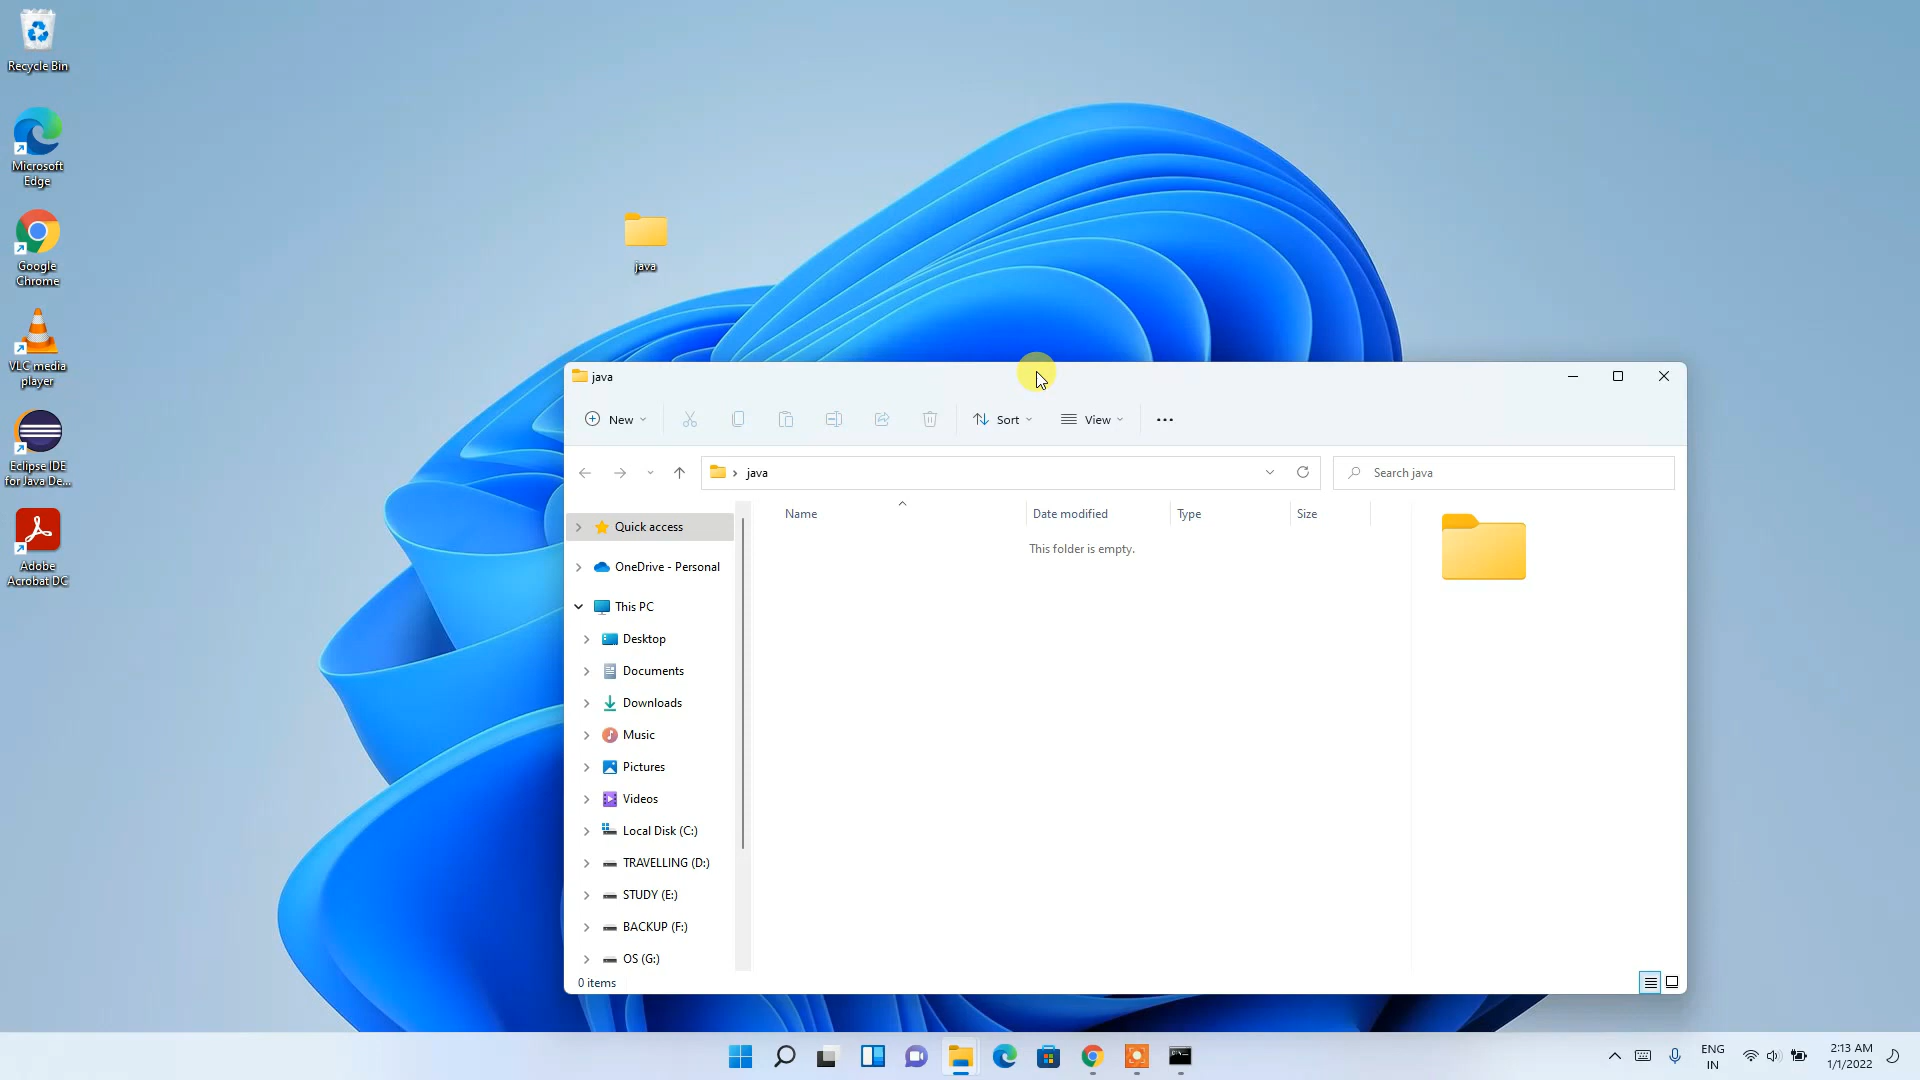 Recycle Bin
Microsoft
Edge
Google
Chrome
VLC media
player
Eclipse IDE
for Java De...
Adobe
Acrobat DC
java
java
New
Sort
View
java
Search java
Name
Date modified
Type
Size
This folder is empty.
Quick access
OneDrive - Personal
This PC
Desktop
Documents
Downloads
Music
Pictures
Videos
Local Disk (C:)
TRAVELLING (D:)
STUDY (E:)
BACKUP (F:)
OS (G:)
0 items
ENG
IN
2:13 AM
1/1/2022